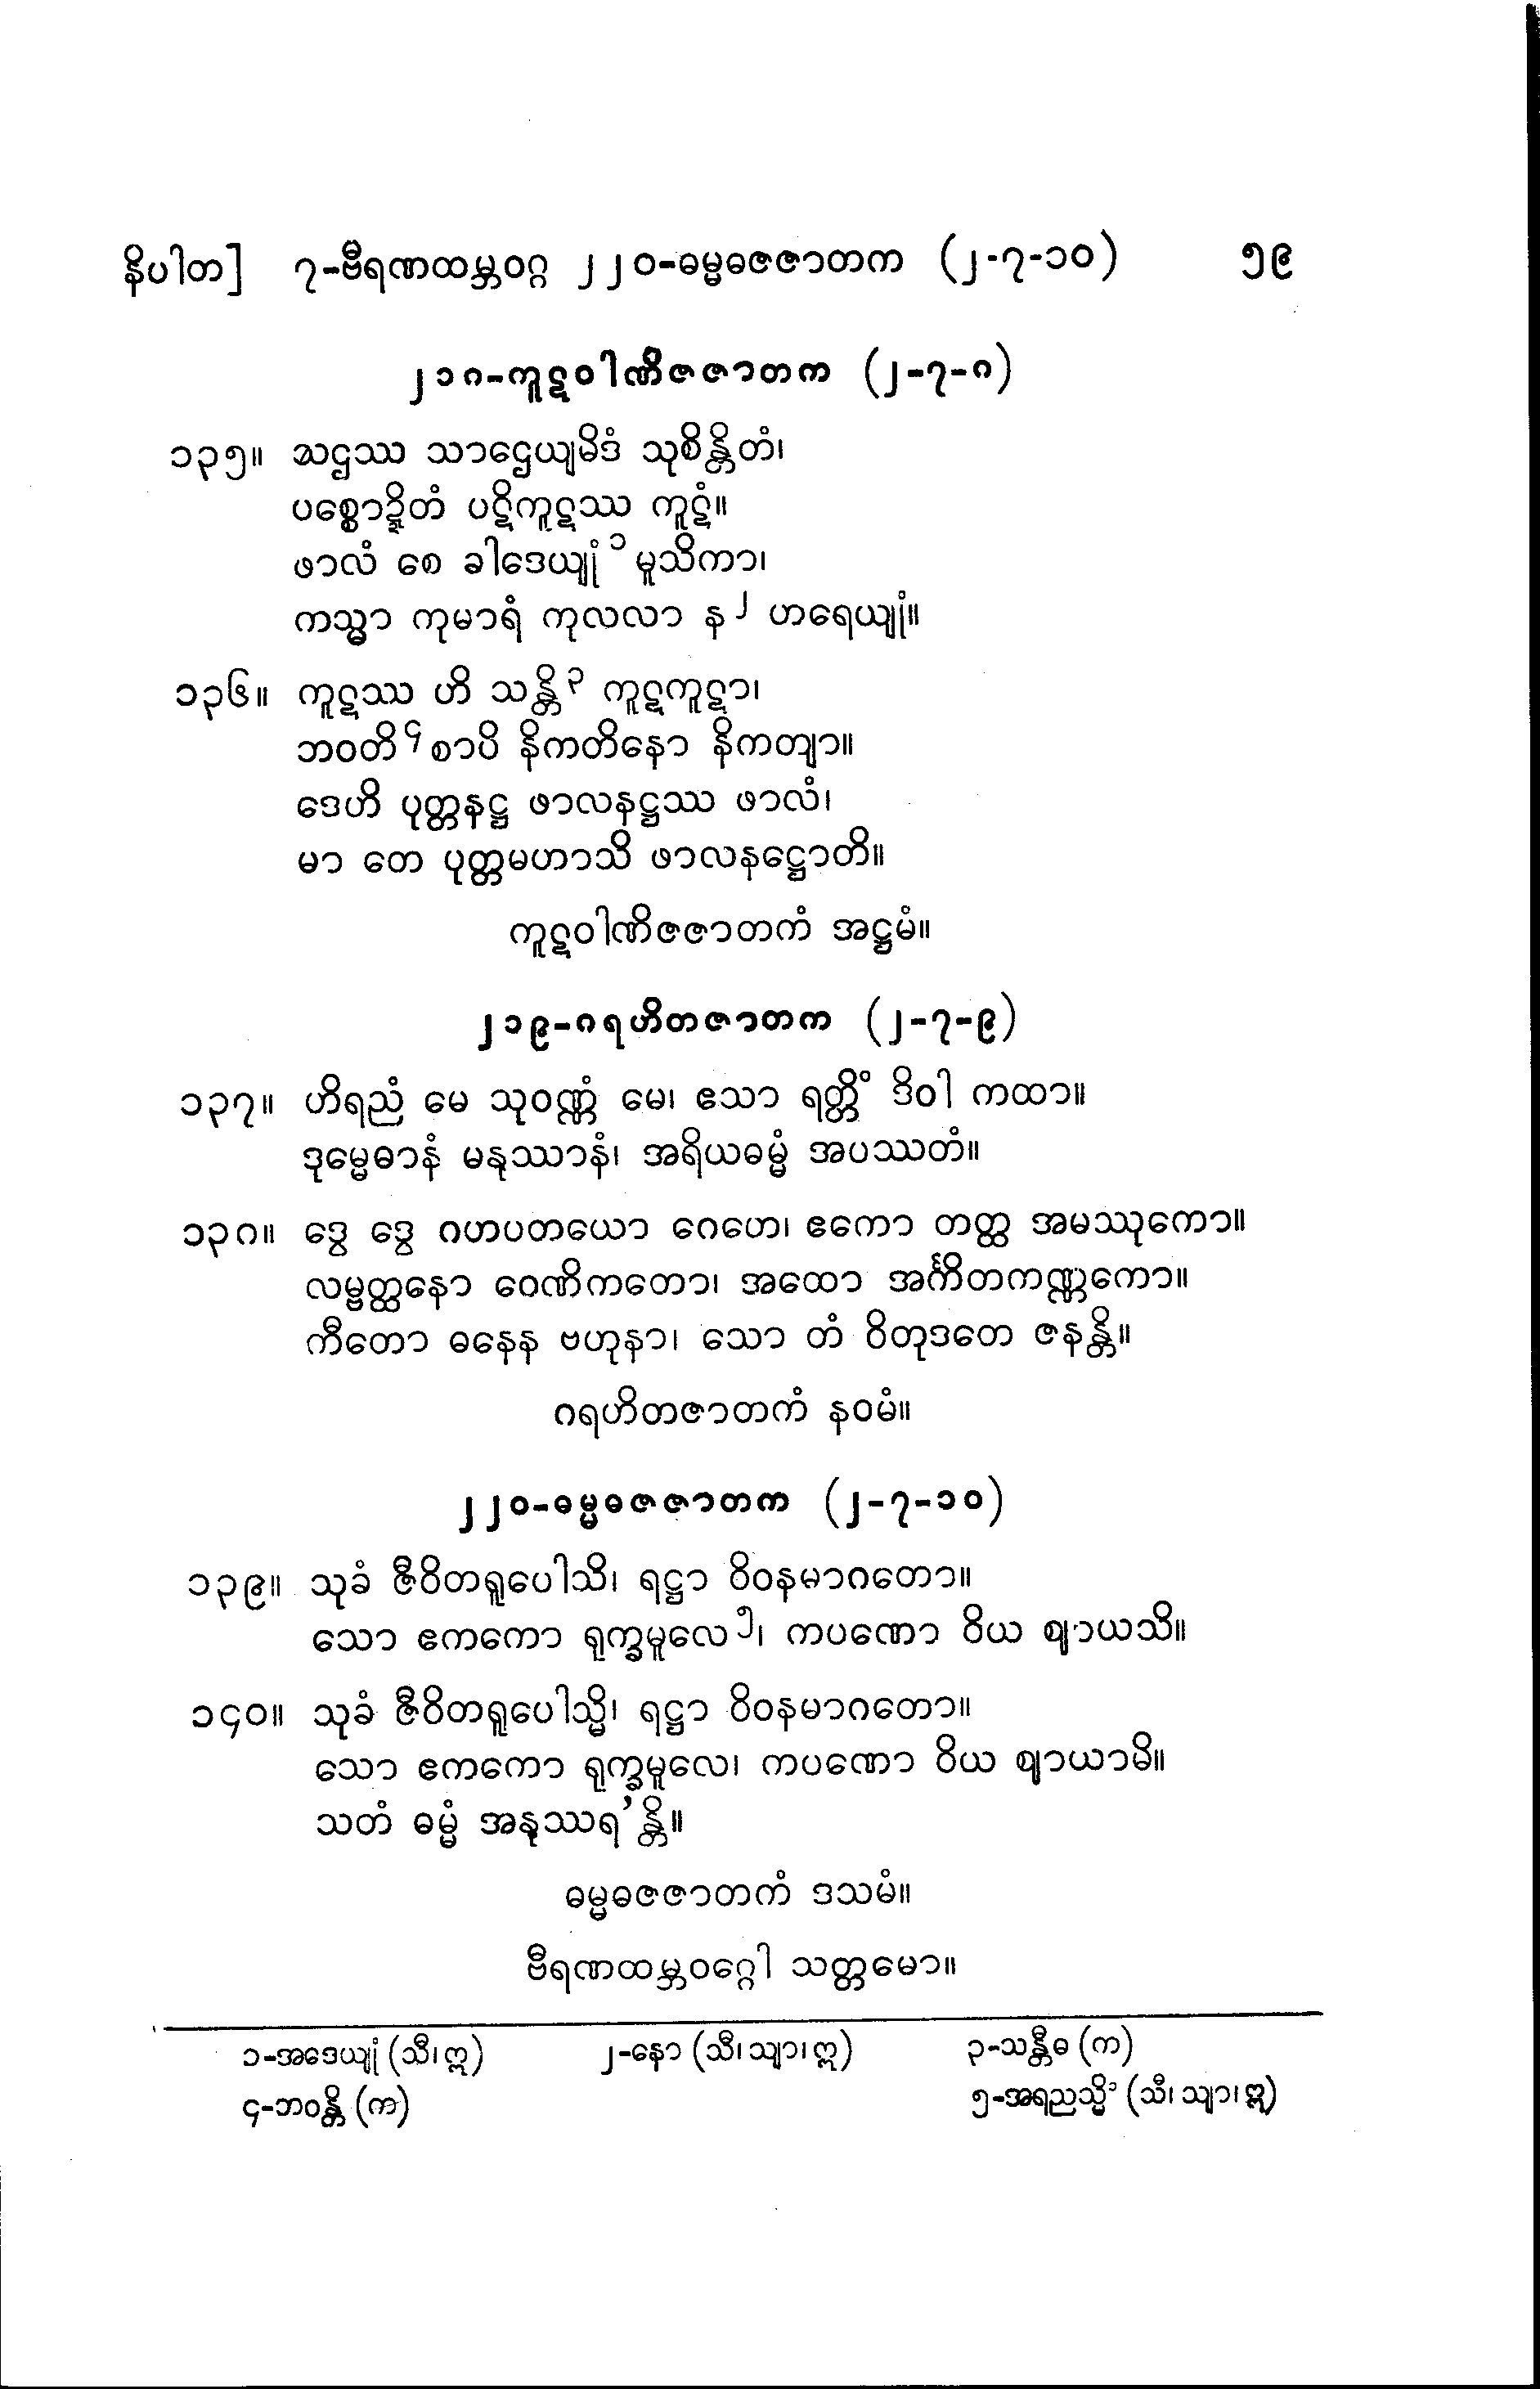 နိပါတ] ၇-ဗီရဏထမ္ဘဝဂ္ဂ ၂၂၀-ဓမ္မဓဇဇာတက (၂-၇-၁၀) ၅၉
၂၁၈-ကူဋဝါဏိဇဇာတက (၂-၇-၈)
၁၃၅။ သဌဿ သာဌေယျမိဒံ သုစိန္တိတံ၊
ပစ္စောဍ္ဍိတံ ပဋိကူဋဿ ကူဋံ။
ဖာလံ စေ ခါဒေယျုံ ၁ မူသိကာ၊
ကသ္မာ ကုမာရံ ကုလလာ န ၂ ဟရေယျုံ။
၁၃၆။ ကူဋဿ ဟိ သန္တိ ၃ ကူဋကူဋာ၊
ဘဝတိ ၄ စာပိ နိကတိနော နိကတျာ။
ဒေဟိ ပုတ္တနဋ္ဌ ဖာလနဋ္ဌဿ ဖာလံ၊
မာ တေ ပုတ္တမဟာသိ ဖာလနဋ္ဌောတိ။
ကူဋဝါဏိဇဇာတကံ အဋ္ဌမံ။
၂၁၉-ဂရဟိတဇာတက (၂-၇-၉)
၁၃၇။ ဟိရညံ မေ သုဝဏ္ဏံ မေ၊ ဧသာ ရတ္တိံ ဒိဝါ ကထာ။
ဒုမ္မေဓာနံ မနုဿာနံ၊ အရိယဓမ္မံ အပဿတံ။
၁၃၈။ ဒွေ ဒွေ ဂဟပတယော ဂေဟေ၊ ဧကော တတ္ထ အမဿုကော။
လမ္ဗတ္ထနော ဝေဏိကတော၊ အထော အင်္ကိတကဏ္ဏကော။
ကီတော ဓနေန ဗဟုနာ၊ သော တံ ဝိတုဒတေ ဇနန္တိ။
ဂရဟိတဇာတကံ နဝမံ။
၂၂၀-ဓမ္မဓဇဇာတက (၂-၇-၁၀)
၁၃၉။ သုခံ ဇီဝိတရူပေါသိ၊ ရဋ္ဌာ ဝိဝနမာဂတော။
သော ဧကကော ရုက္ခမူလေ ၅၊ ကပဏော ဝိယ ဈာယသိ။
၁၄၀။ သုခံ ဇီဝိတရူပေါသ္မိ၊ ရဋ္ဌာ ဝိဝနမာဂတော။
သော ဧကကော ရုက္ခမူလေ၊ ကပဏော ဝိယ ဈာယာမိ။
သတံ ဓမ္မံ အနုဿရ’န္တိ။
ဓမ္မဓဇဇာတကံ ဒသမံ။
ဗီရဏထမ္ဘဝဂ္ဂေါ သတ္တမော။
၁-အဒေယျုံ (သီ၊ဣ) ၂-နော (သီ၊သျာ၊ဣ) ၃-သန္တီဓ (က)
၄-ဘဝန္တိ (က) ၅-အရညသ္မိံ (သီ၊သျာ၊ဣ)